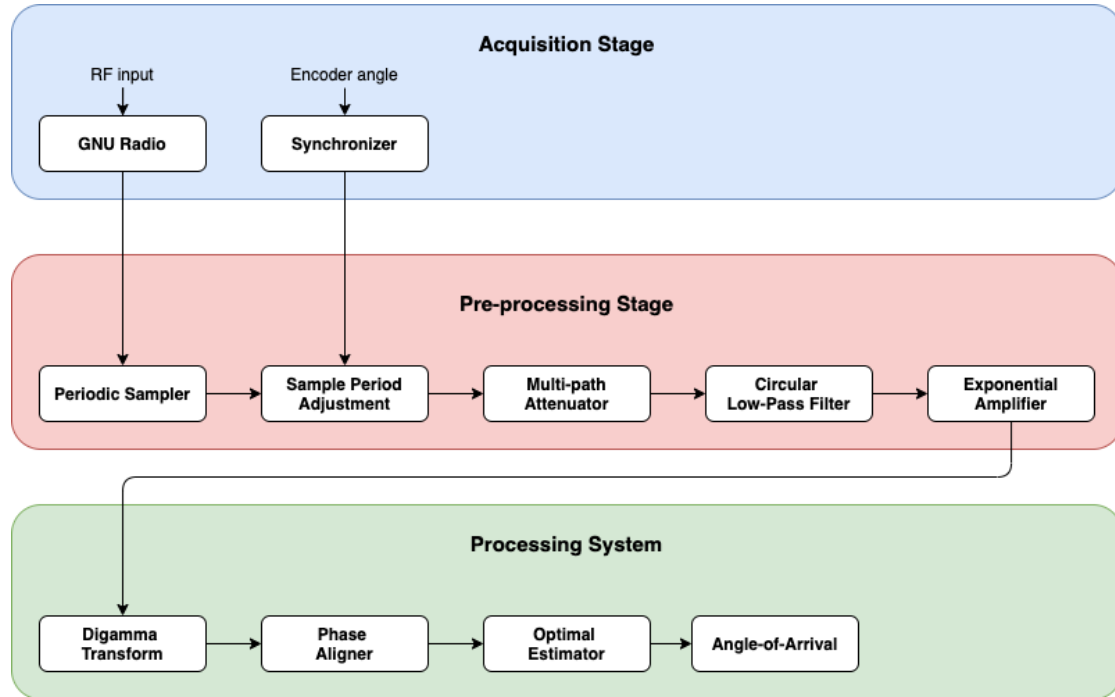 Acquisition Stage
RF input
Encoder angle
GNU Radio
Synchronizer
Pre-processing Stage
Periodic Sampler
Sample Period
Adjustment
Multi-path
Attenuator
Circular
Low-Pass Filter
Exponential
Amplifier
Processing System
Digamma
Transform
Phase
Aligner
Optimal
Estimator
Angle-of-Arrival